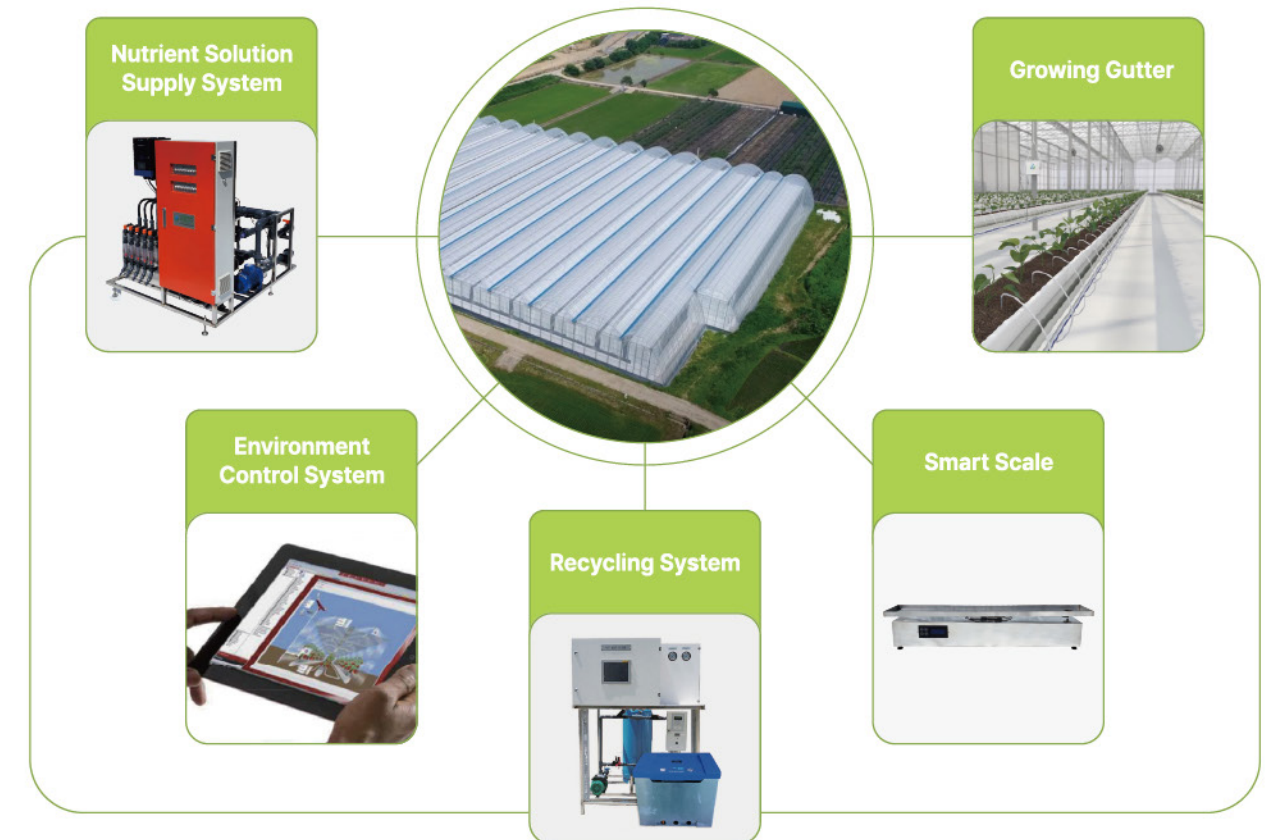 Nutrient Solution
Supply System
Growing Gutter
Environment
Control System
Smart Scale
Recycling System